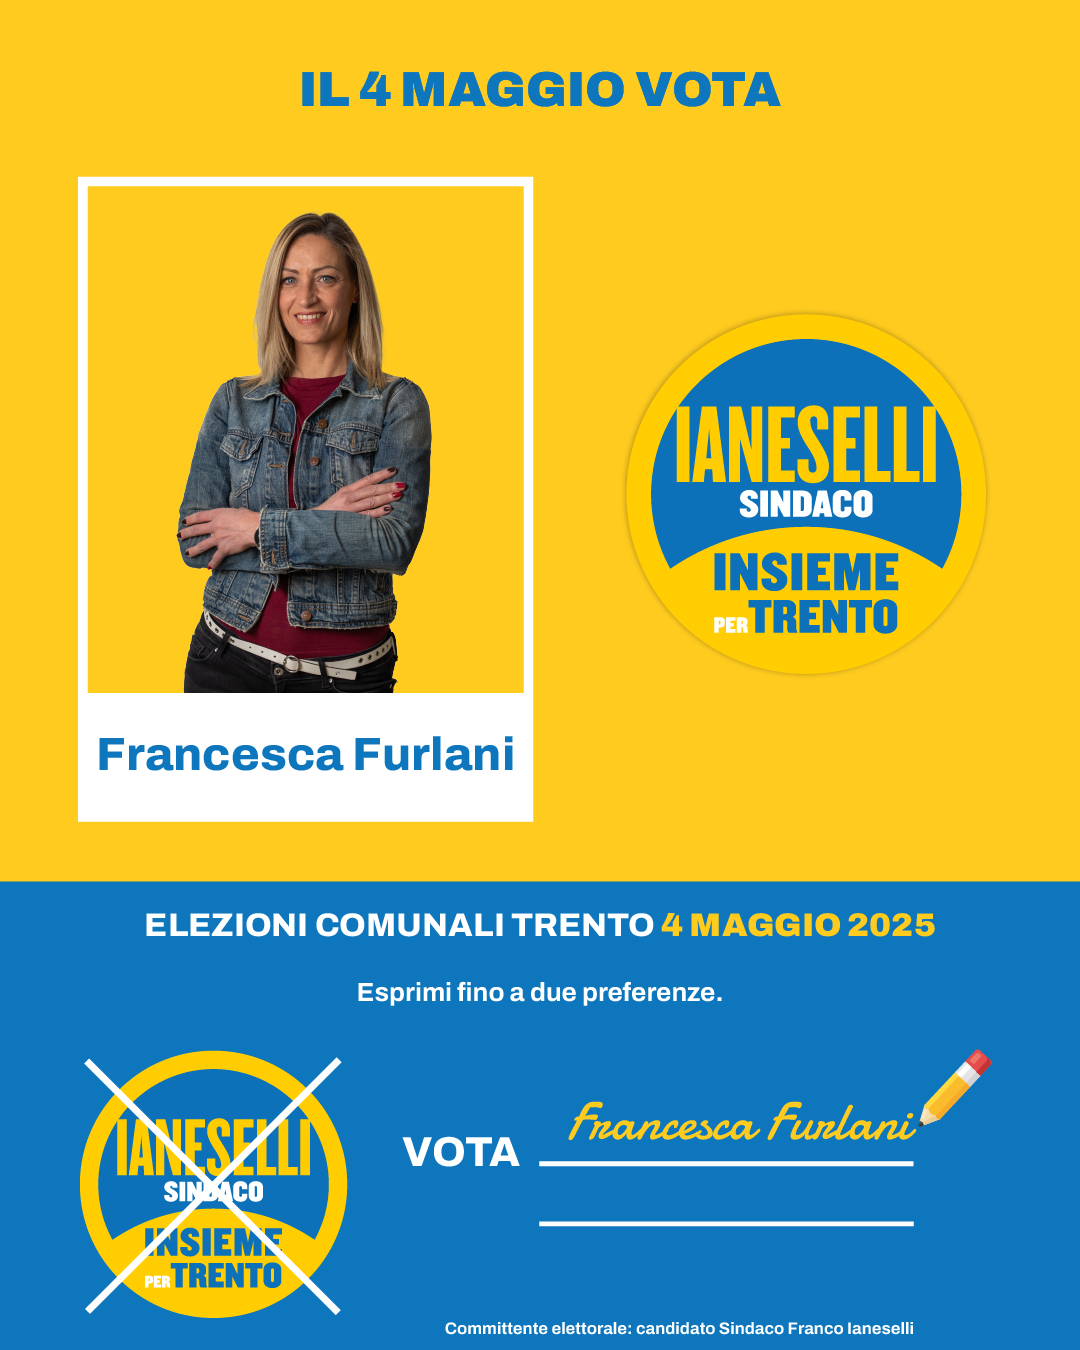 IL 4 MAGGIO VOTA
IANESELLI
SINDACO
INSIEME
PER TRENTO
Francesca Furlani
ELEZIONI COMUNALI TRENTO 4 MAGGIO 2025
Esprimi fino a due preferenze.
IANESELLI
SINDACO
INSIEME
PER TRENTO
VOTA
Francesca Furlani
Committente elettorale: candidato Sindaco Franco Ianeselli